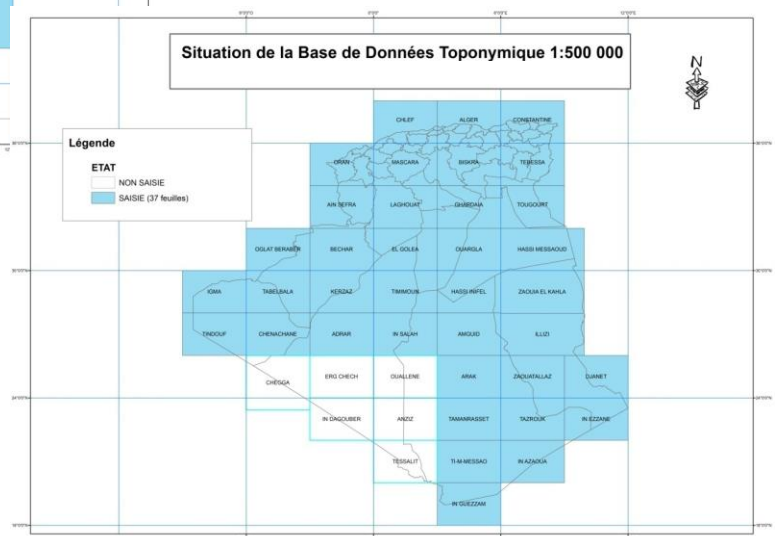 Situation de la Base de Données Toponymique 1:500 000
N
Légende
ETAT
NON SAISIE
SAISIE (37 feuilles)
CHLEF ALGER CONSTANTINE
ORAN MASCARA BISKRA TEBESSA
AIN SEFRA LAGHOUAT GHARDAIA TOUGOURT
OGLAT BERABER BECHAR EL GOLEA OUARGLA HASSI MESSAOUD
IGMA TABELBALA KERZAZ TIMIMOUN HASSI INIFEL ZAOUIA EL KAHLA
TINDOUF CHENACHANE ADRAR IN SALAH AMGUID ILLIZI
CHEGGA ERG CHECH OUALLENE ARAK ZAOUATALLAZ DJANET
IN DAGOUBER ANZIZ TAMANRASSET TAZROUK IN EZZANE
TESSALIT TI-M-MESSAO IN AZAOUA
IN GUEZZAM